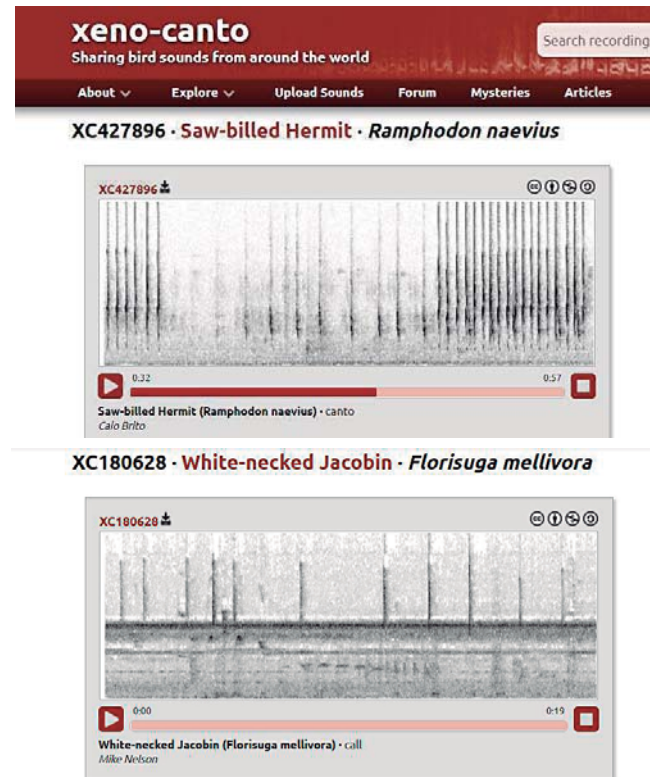 xeno-canto
Sharing bird sounds from around the world
Search recording
About Explore Upload Sounds Forum Mysteries Articles
XC427896 · Saw-billed Hermit · Ramphodon naevius
XC427896
0:32 0:57
Saw-billed Hermit (Ramphodon naevius) · canto
Caio Brito
XC180628 · White-necked Jacobin · Florisuga mellivora
XC180628
0:00 0:19
White-necked Jacobin (Florisuga mellivora) · call
Mike Nelson